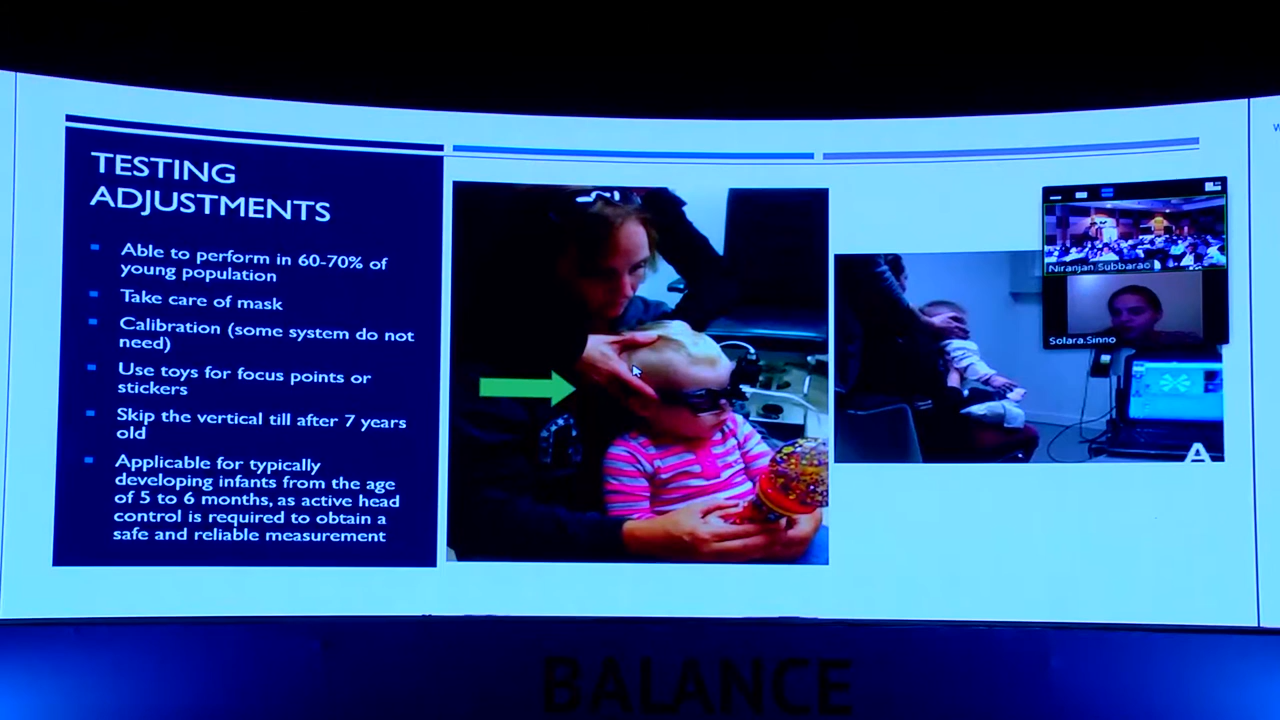 TESTING
ADJUSTMENTS
Able to perform in 60-70% of
young population
Take care of mask
Calibration (some system do not
need)
Use toys for focus points or
stickers
Skip the vertical till after 7 years
old
Applicable for typically
developing infants from the age
of 5 to 6 months, as active head
control is required to obtain a
safe and reliable measurement
Niranjan Subbarao
Solara.Sinno
A
W
BALANCE